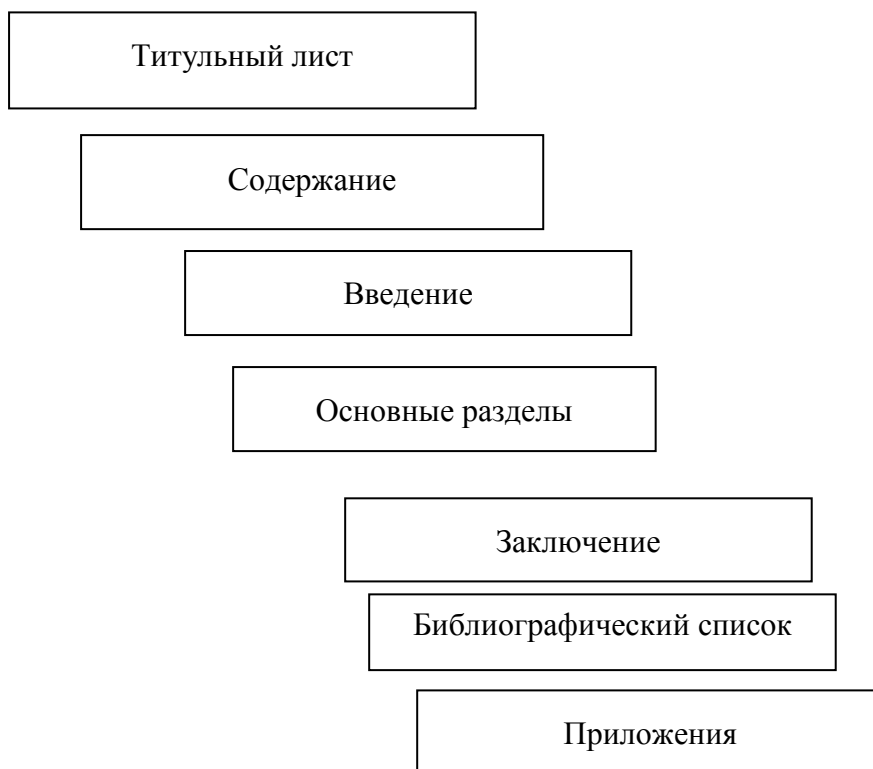 Титульный лист
Содержание
Введение
Основные разделы
Заключение
Библиографический список
Приложения